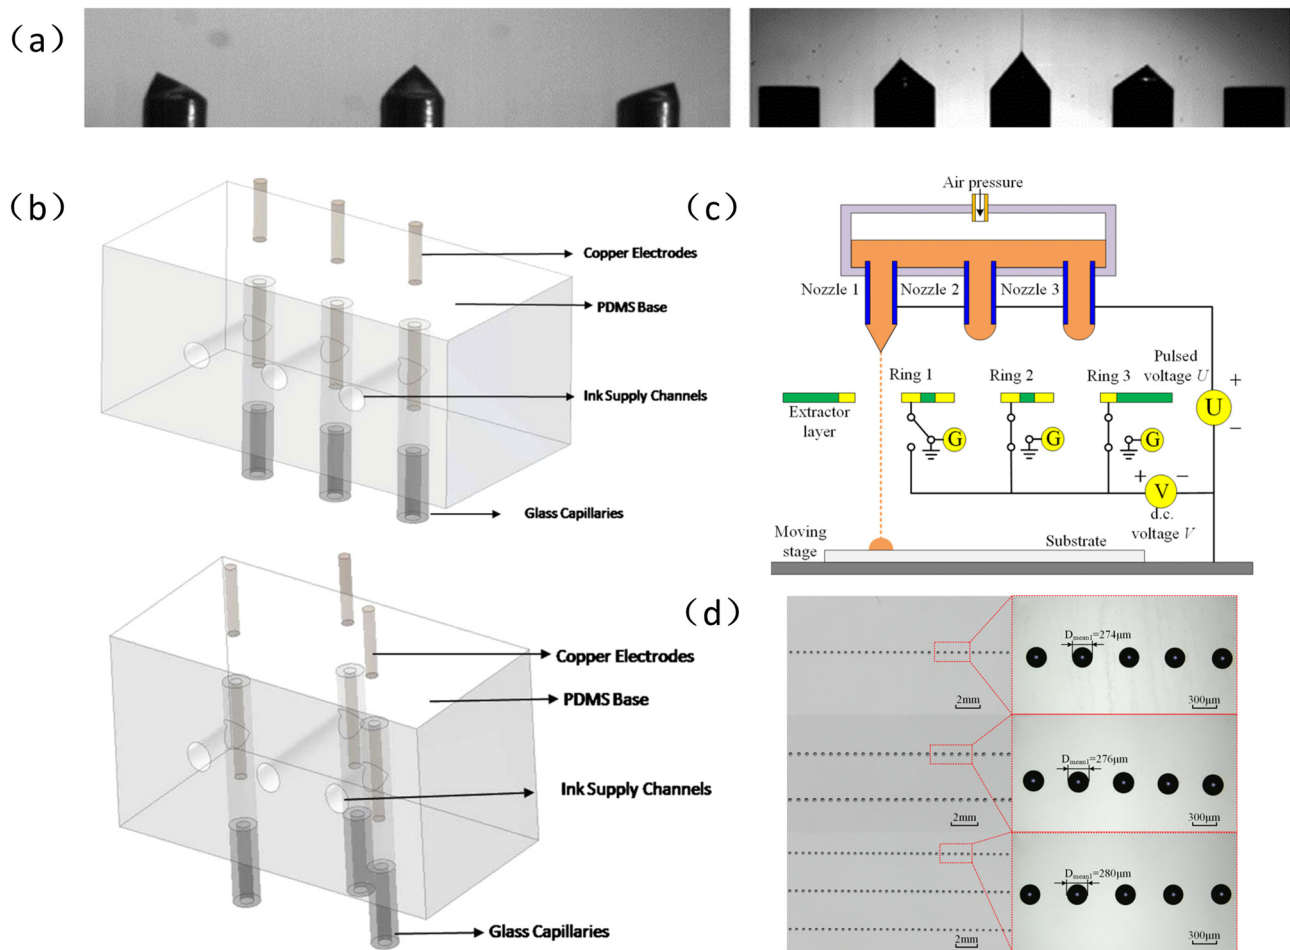 (a)
(b)
Copper Electrodes
PDMS Base
Ink Supply Channels
Glass Capillaries
Copper Electrodes
PDMS Base
Ink Supply Channels
Glass Capillaries
(c)
Air pressure
Nozzle 1 Nozzle 2 Nozzle 3
Pulsed
voltage U
+
U
−
Ring 1 Ring 2 Ring 3
Extractor
layer
G G G
+ −
V
d.c.
voltage V
Moving
stage
Substrate
(d)
Dmean1=274μm
2mm 300μm
Dmean1=276μm
2mm 300μm
Dmean1=280μm
2mm 300μm